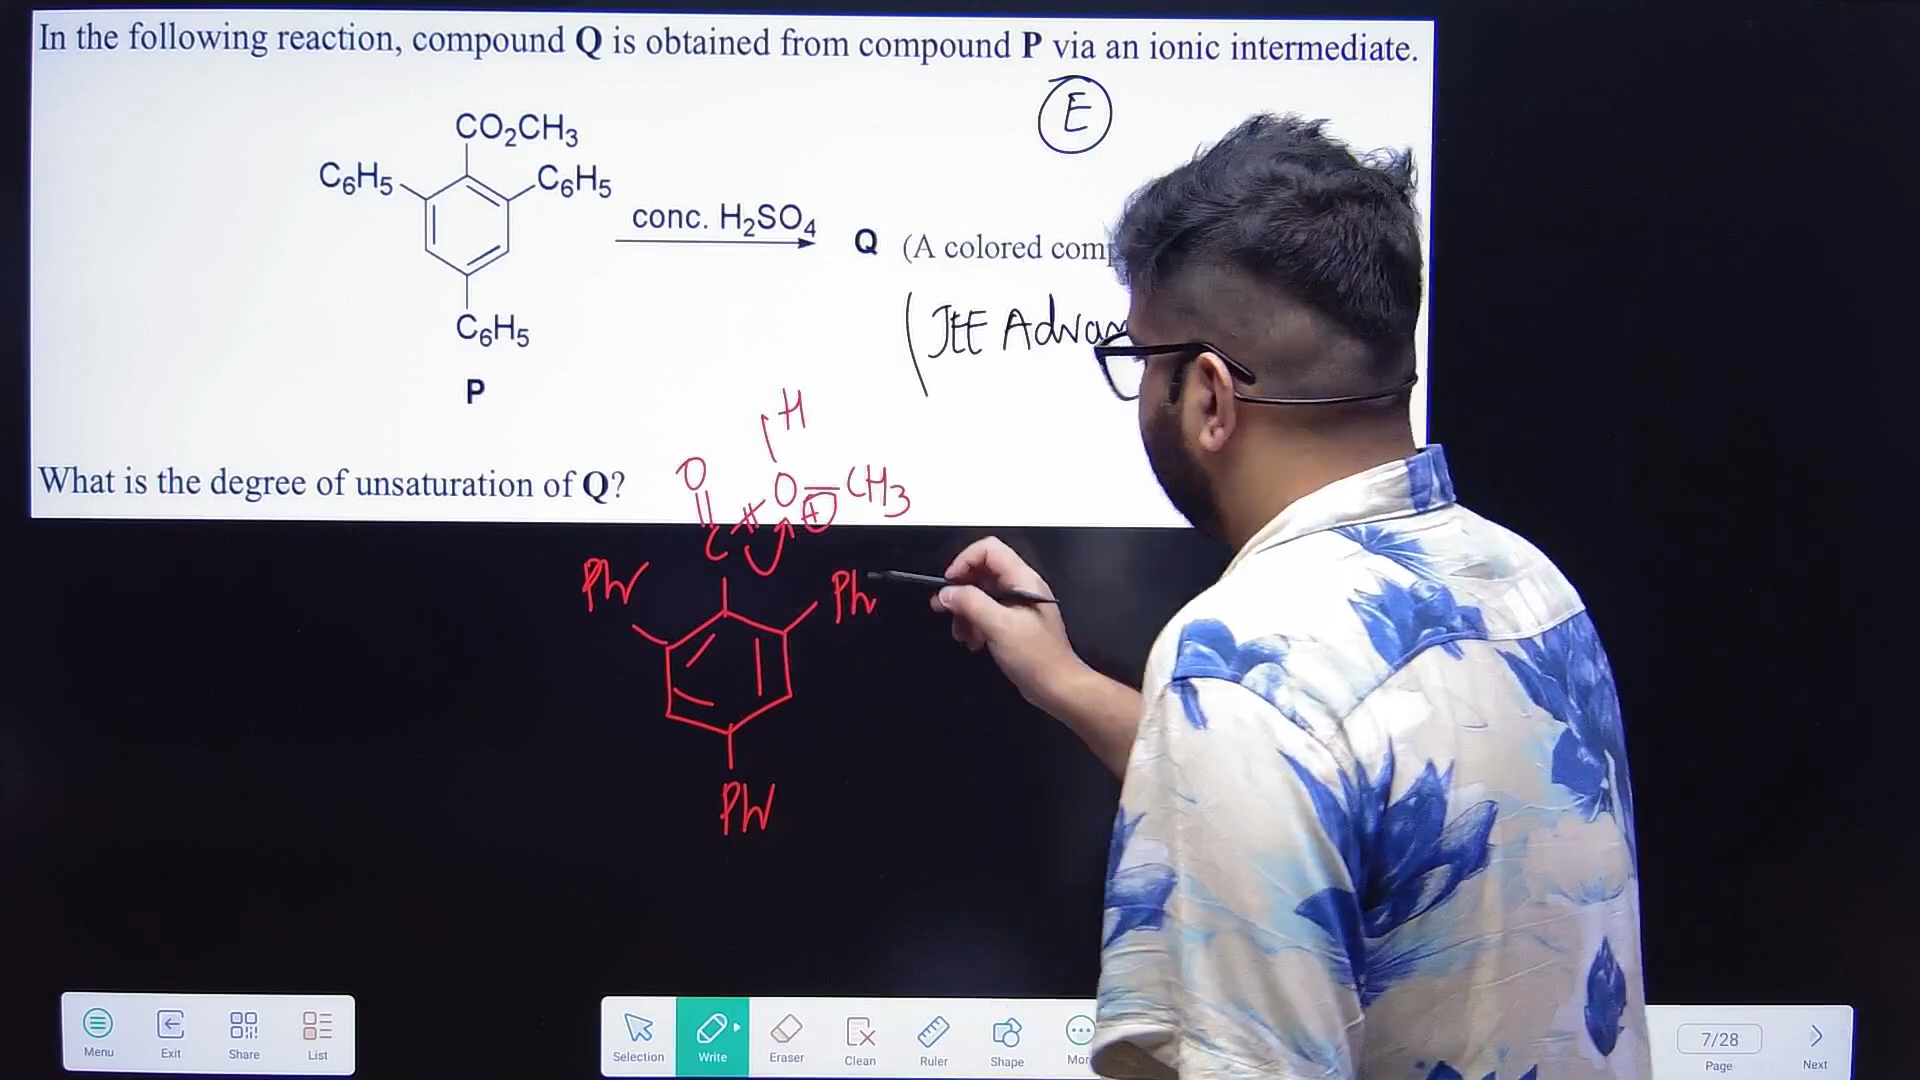 In the following reaction, compound Q is obtained from compound P via an ionic intermediate.
E
CO₂CH₃
C₆H₅
C₆H₅
conc. H₂SO₄
Q (A colored
C₆H₅
P
(JEE
H
What is the degree of unsaturation of Q?
O
O
CH₃
+
C
Ph
Ph
Ph
Menu
Exit
Share
List
Selection
Write
Eraser
Clean
Ruler
Shape
7/28
Page
Next